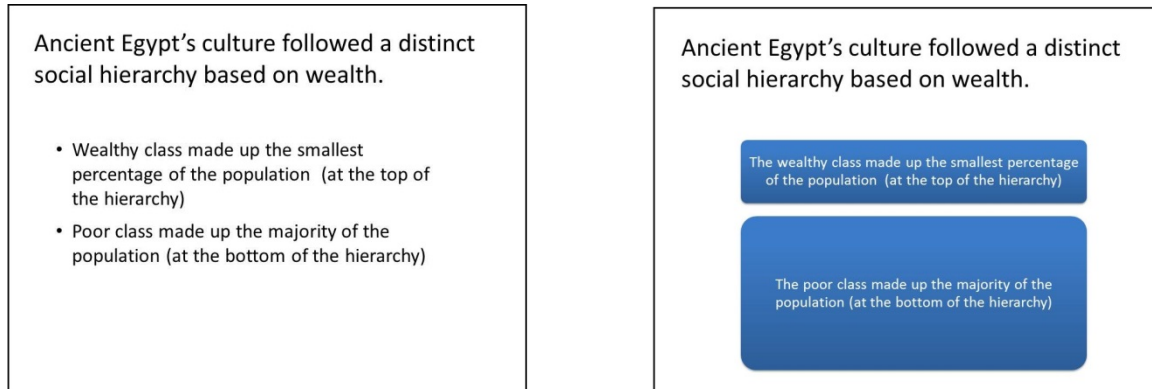 Ancient Egypt's culture followed a distinct
social hierarchy based on wealth.
• Wealthy class made up the smallest
percentage of the population (at the top of
the hierarchy)
• Poor class made up the majority of the
population (at the bottom of the hierarchy)
Ancient Egypt's culture followed a distinct
social hierarchy based on wealth.
The wealthy class made up the smallest percentage
of the population (at the top of the hierarchy)
The poor class made up the majority of the
population (at the bottom of the hierarchy)